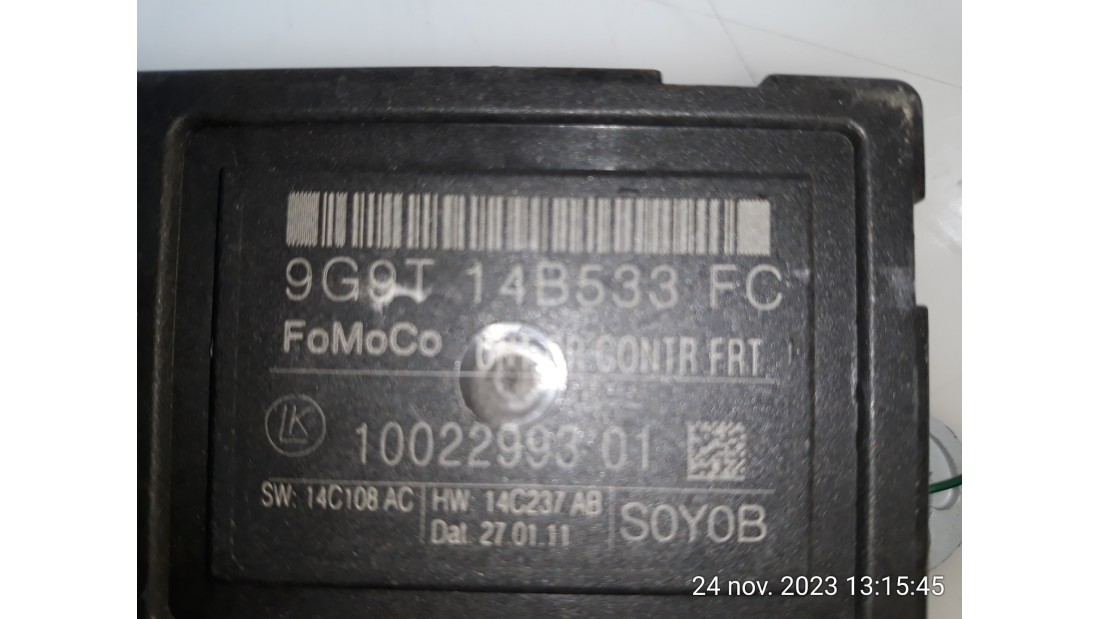 9G9T 14B533 FC
FoMoCo CONTR FRT
LK
10022993 01
SW: 14C108 AC HW: 14C237 AB
Dat. 27.01.11 S0Y0B
24 nov. 2023 13:15:45